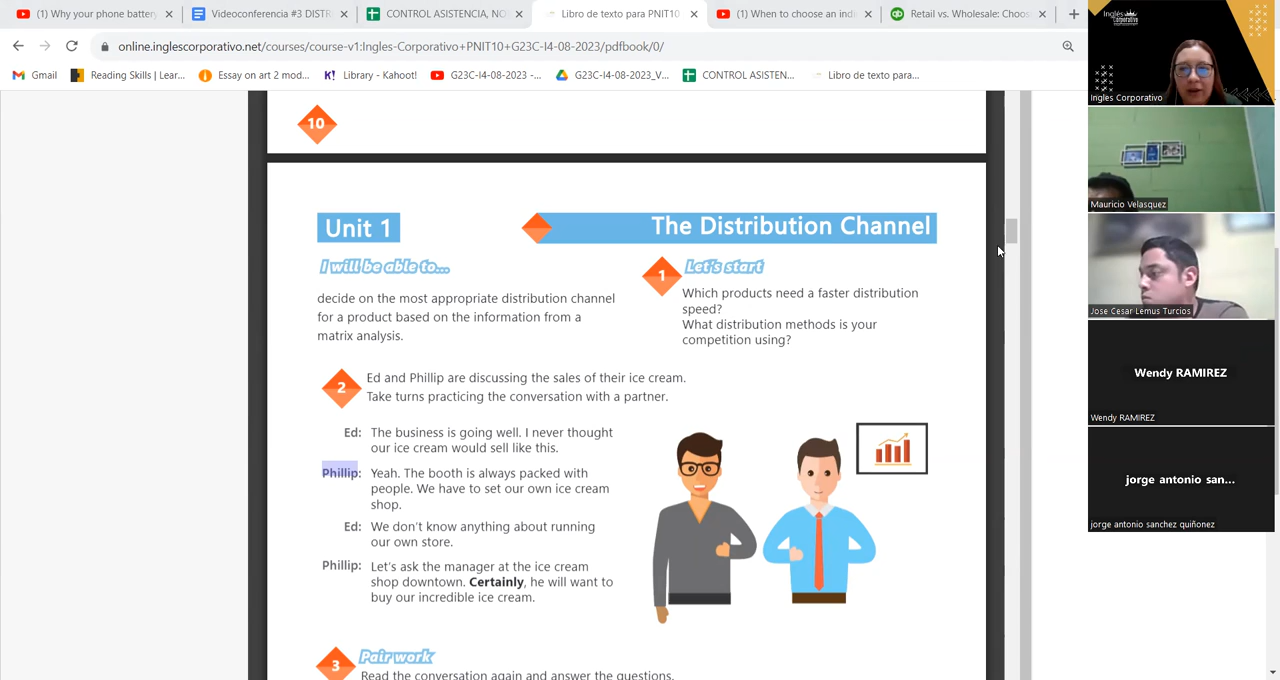 (1) Why your phone battery
Videoconferencia #3 DISTR
CONTROL ASISTENCIA, NO
Libro de texto para PNIT10
(1) When to choose an indi
Retail vs. Wholesale: Choos
online.inglescorporativo.net/courses/course-v1:Ingles-Corporativo+PNIT10+G23C-I4-08-2023/pdfbook/0/
Gmail
Reading Skills | Lear...
Essay on art 2 mod...
Library - Kahoot!
G23C-I4-08-2023 -...
G23C-I4-08-2023_V...
CONTROL ASISTEN...
Libro de texto para...
10
Unit 1
The Distribution Channel
I will be able to...
decide on the most appropriate distribution channel
for a product based on the information from a
matrix analysis.
1
Let's start
Which products need a faster distribution
speed?
What distribution methods is your
competition using?
2
Ed and Phillip are discussing the sales of their ice cream.
Take turns practicing the conversation with a partner.
Ed: The business is going well. I never thought
our ice cream would sell like this.
Phillip: Yeah. The booth is always packed with
people. We have to set our own ice cream
shop.
Ed: We don't know anything about running
our own store.
Phillip: Let's ask the manager at the ice cream
shop downtown. Certainly, he will want to
buy our incredible ice cream.
3
Pair work
Read the conversation again and answer the questions.
Inglés
Corporativo
Ingles Corporativo
Mauricio Velasquez
Jose Cesar Lemus Turcios
Wendy RAMIREZ
Wendy RAMIREZ
jorge antonio san...
jorge antonio sanchez quiñonez